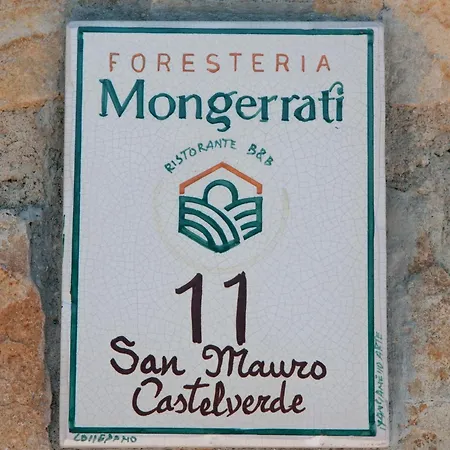 FORESTERIA
Mongerrati
RISTORANTE B&B
11
San Mauro
Castelverde